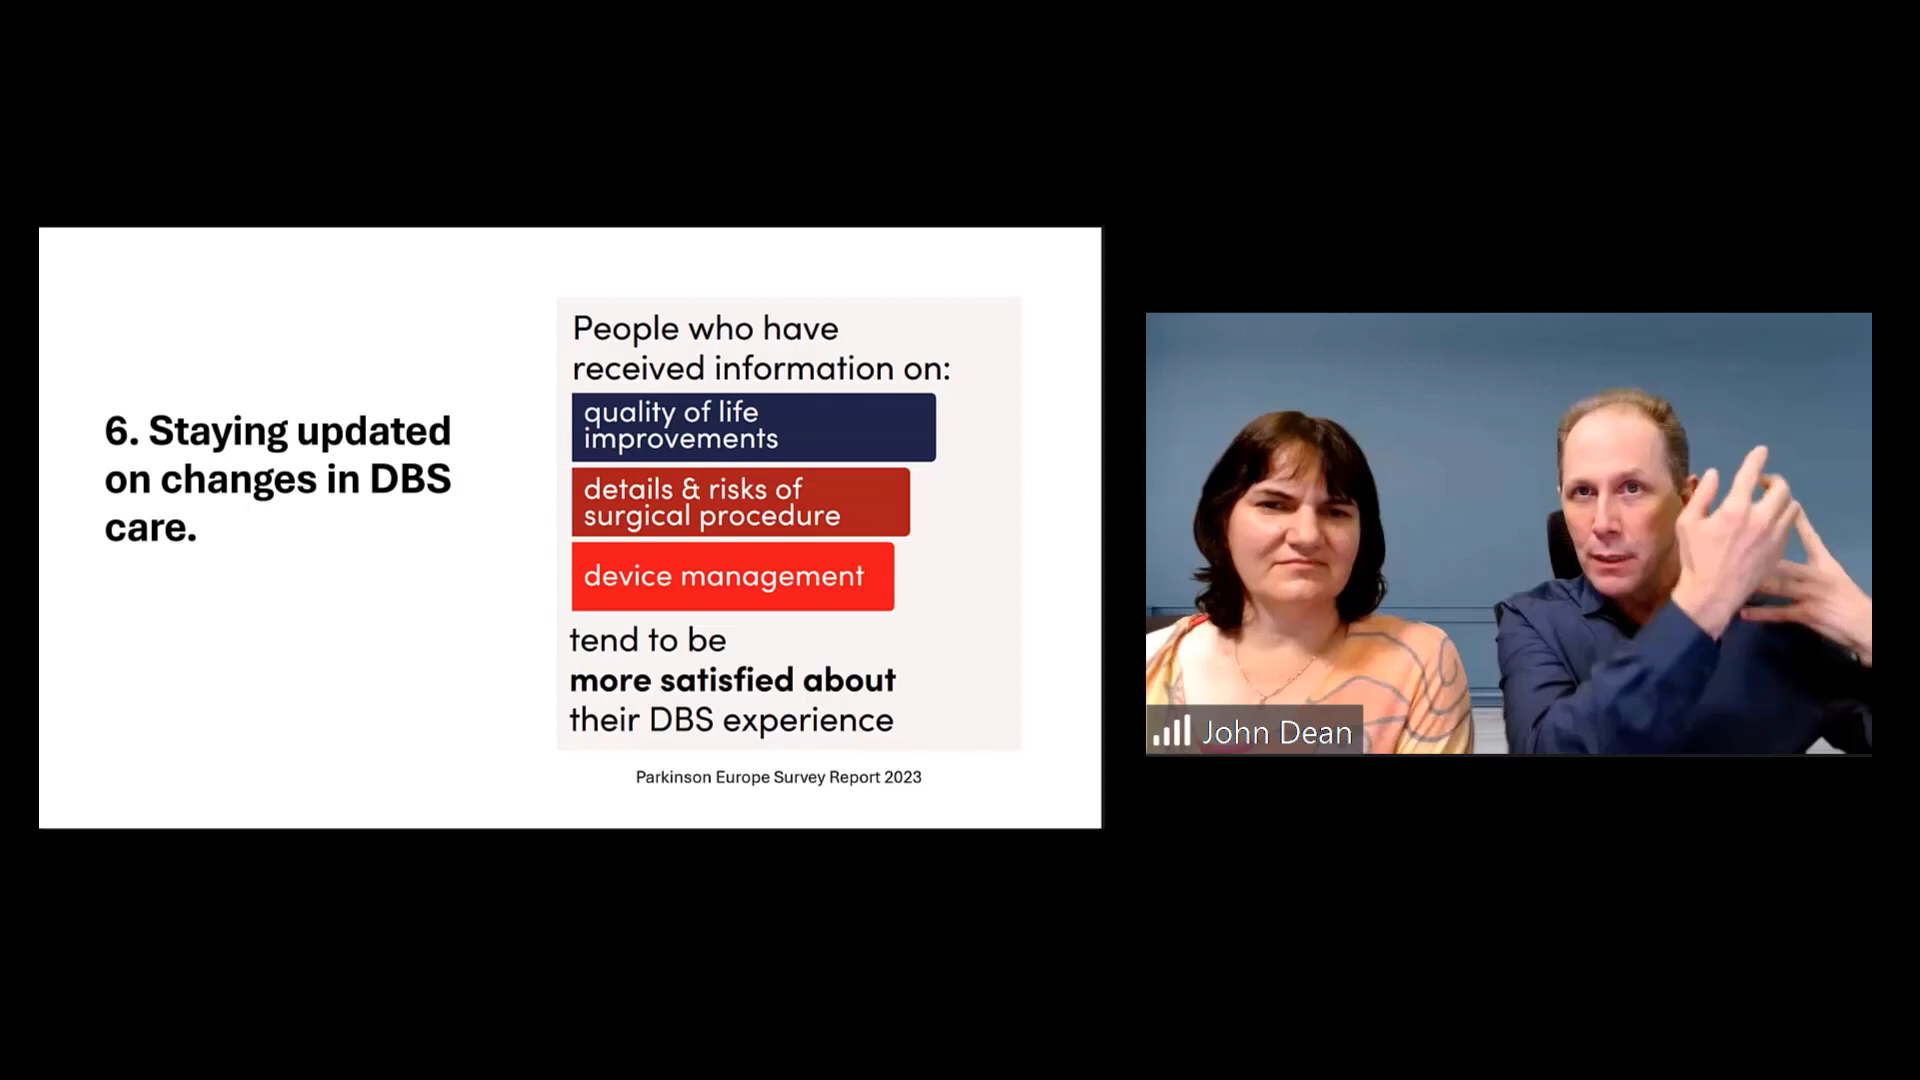 6. Staying updated
on changes in DBS
care.
People who have
received information on:
quality of life
improvements
details & risks of
surgical procedure
device management
tend to be
more satisfied about
their DBS experience
Parkinson Europe Survey Report 2023
John Dean